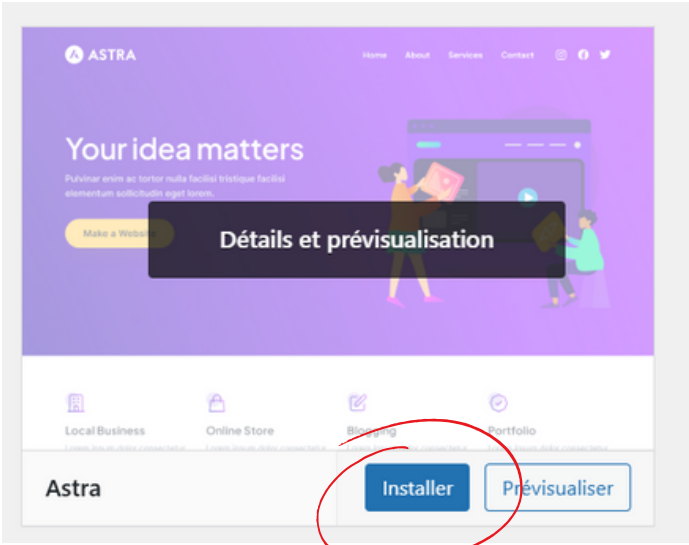 ASTRA
Home About Services Contact
Your idea matters
Pulvinar enim ac tortor nulla facilisi tristique facilisi
elementum sollicitudin eget lorem.
Make a Website
Détails et prévisualisation
Local Business Online Store Blogging Portfolio
Astra Installer Prévisualiser